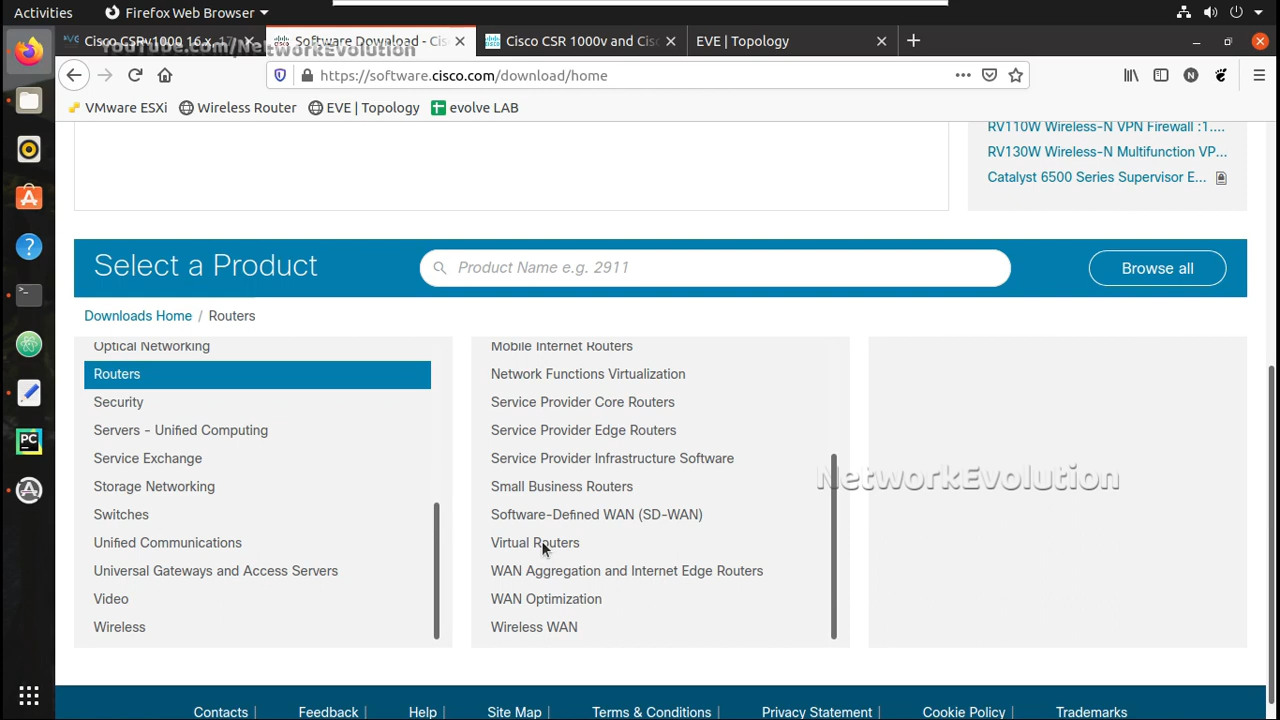 Activities
Firefox Web Browser
Cisco CSRv1000 16.x, 17
Software Download - Cis
Cisco CSR 1000v and Cis
EVE | Topology
YouTube.com/NetworkEvolution
https://software.cisco.com/download/home
VMware ESXi
Wireless Router
EVE | Topology
evolve LAB
RV110W Wireless-N VPN Firewall :1....
RV130W Wireless-N Multifunction VP...
Catalyst 6500 Series Supervisor E...
Select a Product
Product Name e.g. 2911
Browse all
Downloads Home / Routers
Optical Networking
Routers
Security
Servers - Unified Computing
Service Exchange
Storage Networking
Switches
Unified Communications
Universal Gateways and Access Servers
Video
Wireless
Mobile Internet Routers
Network Functions Virtualization
Service Provider Core Routers
Service Provider Edge Routers
Service Provider Infrastructure Software
Small Business Routers
Software-Defined WAN (SD-WAN)
Virtual Routers
WAN Aggregation and Internet Edge Routers
WAN Optimization
Wireless WAN
NetworkEvolution
Contacts | Feedback | Help | Site Map | Terms & Conditions | Privacy Statement | Cookie Policy | Trademarks